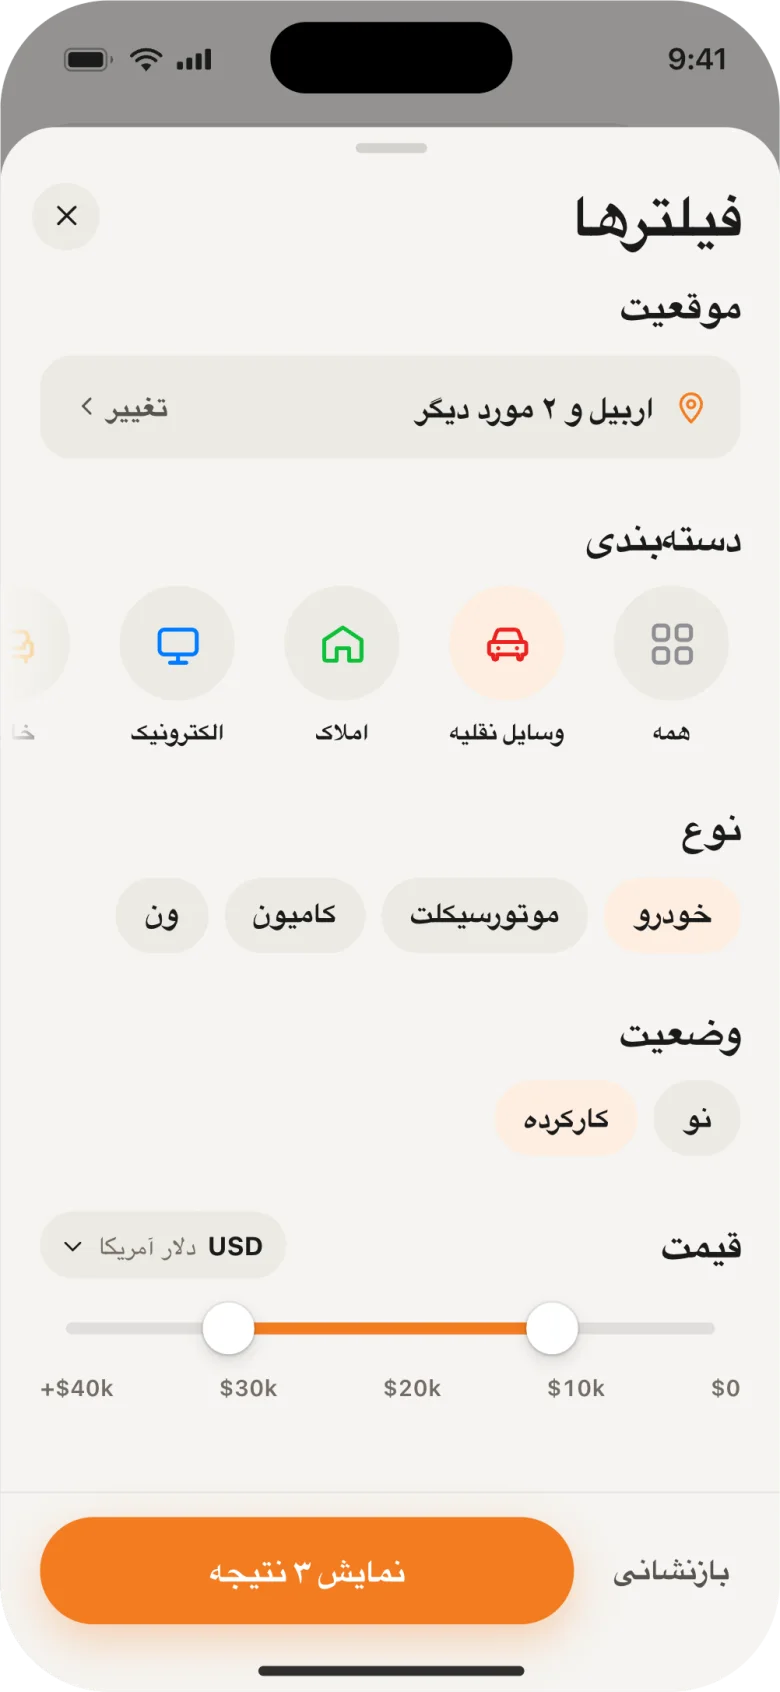 9:41
فیلترها
موقعیت
اربیل و ۲ مورد دیگر تغییر
دسته‌بندی
همه وسایل نقلیه املاک الکترونیک
نوع
خودرو موتورسیکلت کامیون ون
وضعیت
نو کارکرده
قیمت USD دلار آمریکا
$0 $10k $20k $30k $40k+
بازنشانی نمایش ۳ نتیجه